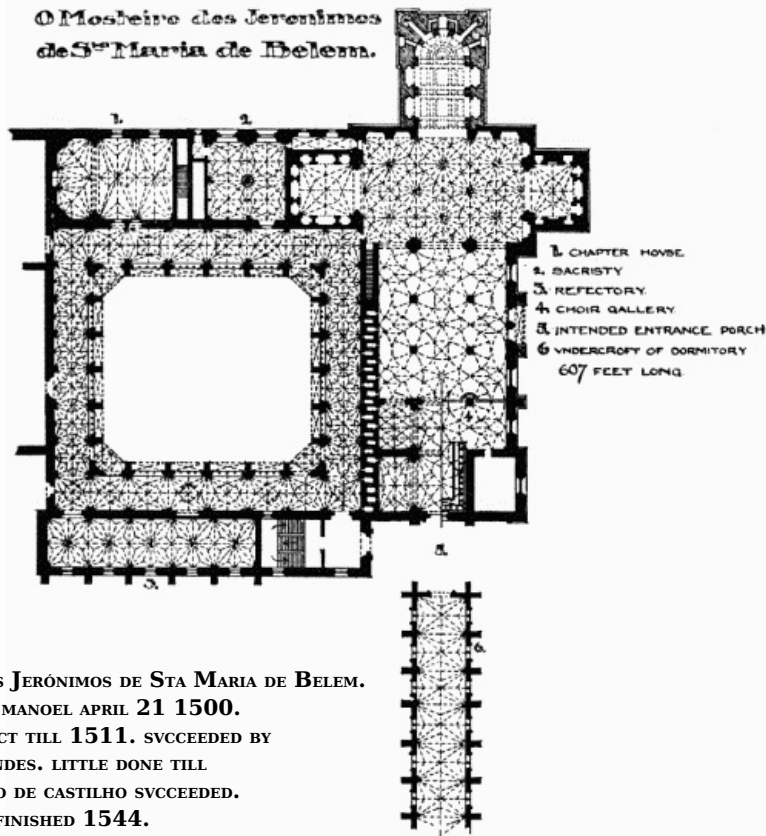 O Mosteiro dos Jeronimos
de Sta Maria de Belem.
1.
2.
1. CHAPTER HOVSE
2. SACRISTY
3. REFECTORY.
4. CHOIR GALLERY.
5. INTENDED ENTRANCE PORCH
6 VNDERCROFT OF DORMITORY
607 FEET LONG
4.
5.
3.
6.
S JERÓNIMOS DE STA MARIA DE BELEM.
MANOEL APRIL 21 1500.
CT TILL 1511. SVCCEEDED BY
NDES. LITTLE DONE TILL
O DE CASTILHO SVCCEEDED.
FINISHED 1544.